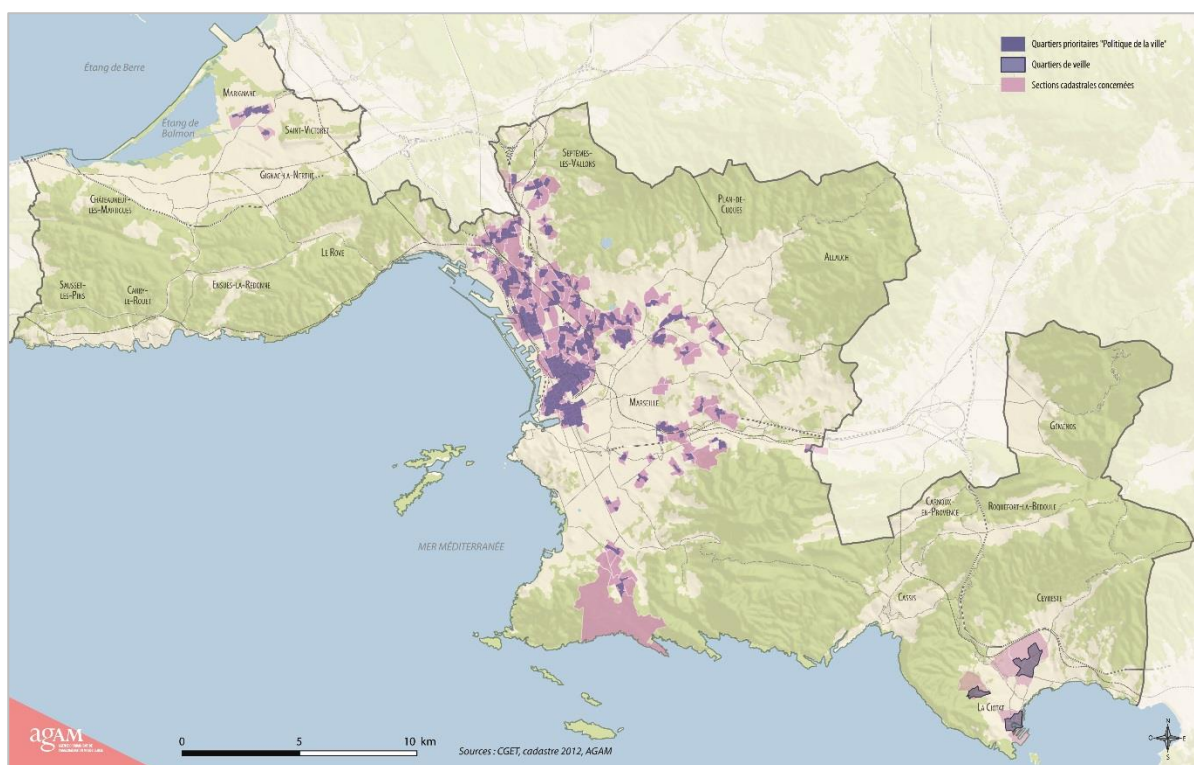 Étang de Berre
Quartiers prioritaires "Politique de la ville"
Quartiers de veille
Sections cadastrales concernées
MARIGNANE
Étang de
Bolmon
SAINT-VICTORET
SEPTÈMES-
LES-VALLONS
GIGNAC-LA-NERTHE
PLAN-DE-
CUQUES
CHÂTEAUNEUF-
LES-MARTIGUES
ALLAUCH
LE ROVE
SAUSSET-
LES-PINS
CARRY-
LE-ROUET
ENSUÈS-LA-REDONNE
MARSEILLE
GÉMENOS
CARNOUX-
EN-PROVENCE
ROQUEFORT-LA-BÉDOULE
MER MÉDITERRANÉE
CASSIS
CEYRESTE
LA CIOTAT
agAM
0 5 10 km
Sources : CGET, cadastre 2012, AGAM
N
O E
S